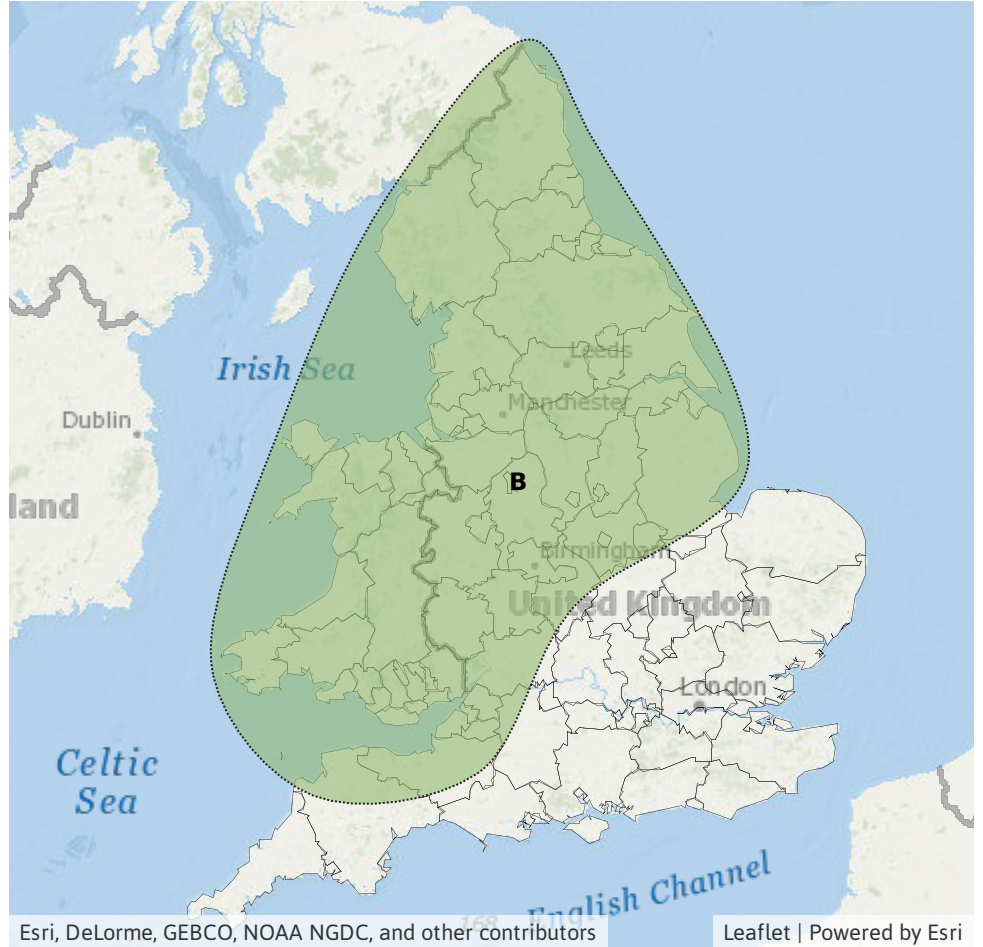 Leeds
Irish Sea
Manchester
Dublin
B
land
Birmingham
United Kingdom
London
Celtic
Sea
English Channel
168
Esri, DeLorme, GEBCO, NOAA NGDC, and other contributors
Leaflet | Powered by Esri